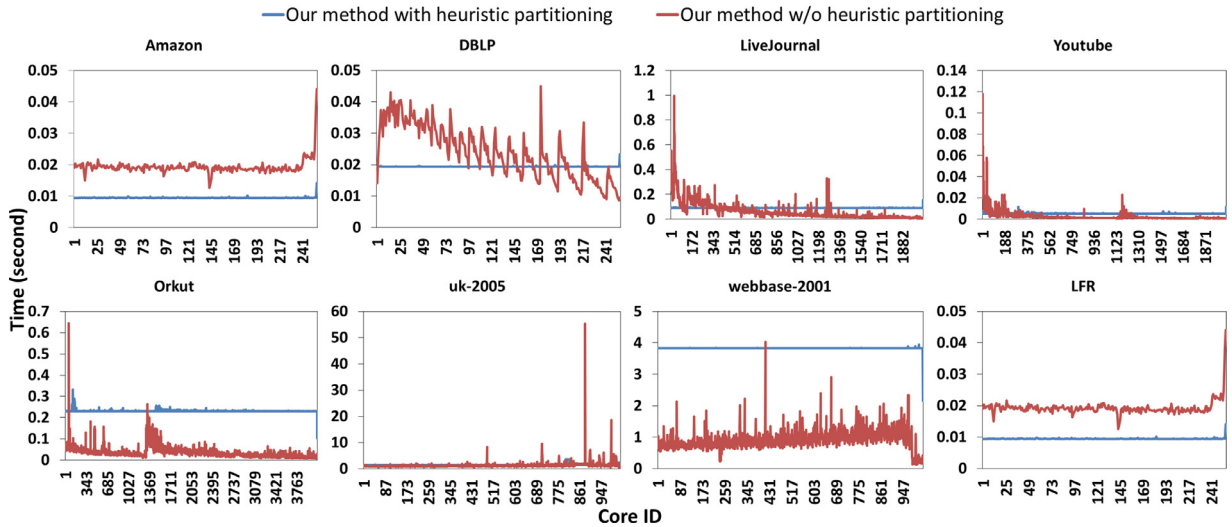 Our method with heuristic partitioning Our method w/o heuristic partitioning
Amazon DBLP LiveJournal Youtube
0.05 0.05 1.2 0.14
0.04 0.04 1 0.12
0.03 0.03 0.8 0.1
0.02 0.02 0.6 0.08
0.01 0.01 0.4 0.06
0 0 0.2 0.04
0 0.02
0
1 25 49 73 97 121 145 169 193 217 241
1 25 49 73 97 121 145 169 193 217 241
1 172 343 514 685 856 1027 1198 1369 1540 1711 1882
1 188 375 562 749 936 1123 1310 1497 1684 1871
Time (second)
Orkut uk-2005 webbase-2001 LFR
0.7 60 5 0.05
0.6 50 4 0.04
0.5 40 3 0.03
0.4 30 2 0.02
0.3 20 1 0.01
0.2 10 0 0
0.1 0
0
1 343 685 1027 1369 1711 2053 2395 2737 3079 3421 3763
1 87 173 259 345 431 517 603 689 775 861 947
1 87 173 259 345 431 517 603 689 775 861 947
1 25 49 73 97 121 145 169 193 217 241
Core ID